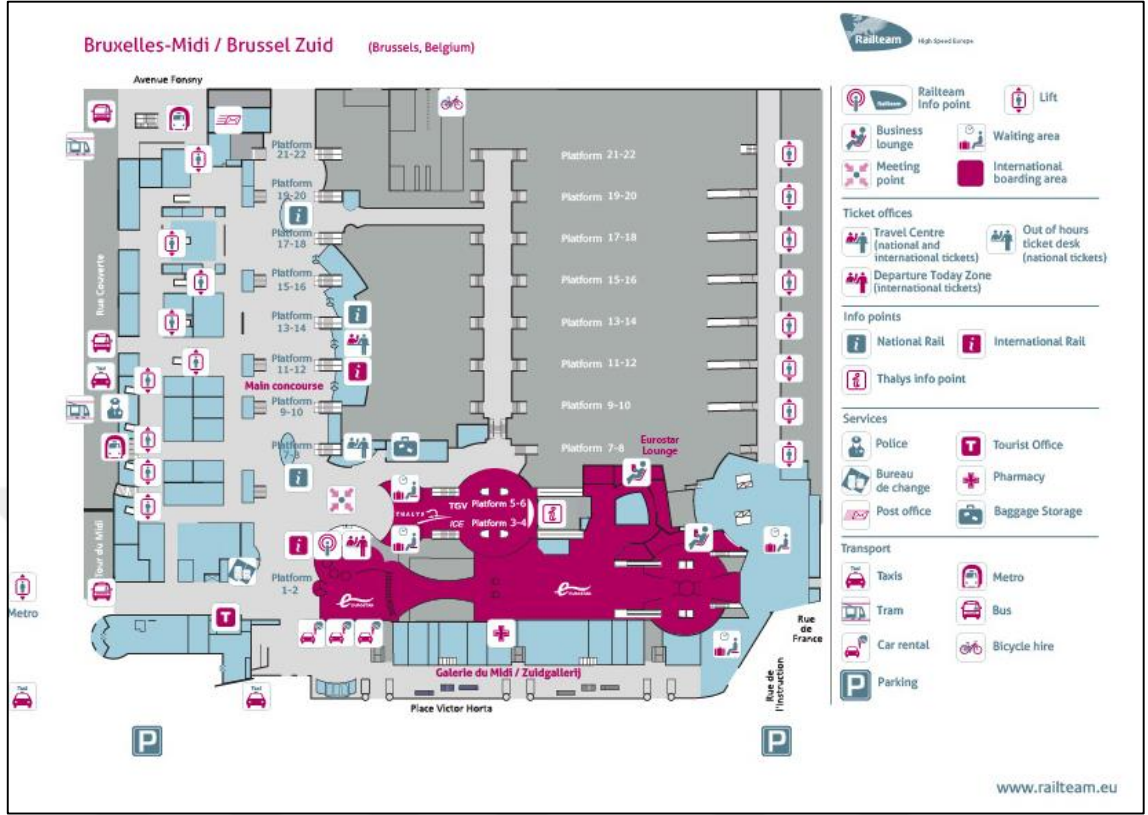 Bruxelles-Midi / Brussel Zuid (Brussels, Belgium)
Railteam High Speed Europe
Avenue Fonsny
Platform
21-22
Platform
19-20
Platform
17-18
Platform
15-16
Platform
13-14
Platform
11-12
Main concourse
Platform
9-10
Platform
7-8
Platform
1-2
Platform 21-22
Platform 19-20
Platform 17-18
Platform 15-16
Platform 13-14
Platform 11-12
Platform 9-10
Platform 7-8
Eurostar
Lounge
TGV Platform 5-6
THALYS
ICE Platform 3-4
EUROSTAR
EUROSTAR
Rue Couverte
Taxi
Tour du Midi
Metro
T
Taxi
Taxi
Galerie du Midi / Zuidgallerij
Place Victor Horta
Rue
de
France
Rue de
l'Instruction
P
P
Railteam
Railteam
Info point
Lift
Business
lounge
Waiting area
Meeting
point
International
boarding area
Ticket offices
Travel Centre
(national and
international tickets)
Out of hours
ticket desk
(national tickets)
Departure Today Zone
(international tickets)
Info points
i National Rail
i International Rail
i Thalys info point
Services
Police
T Tourist Office
Bureau
de change
Pharmacy
Post office
Baggage Storage
Transport
Taxi Taxis
Metro
Tram
Bus
Car rental
Bicycle hire
P Parking
www.railteam.eu